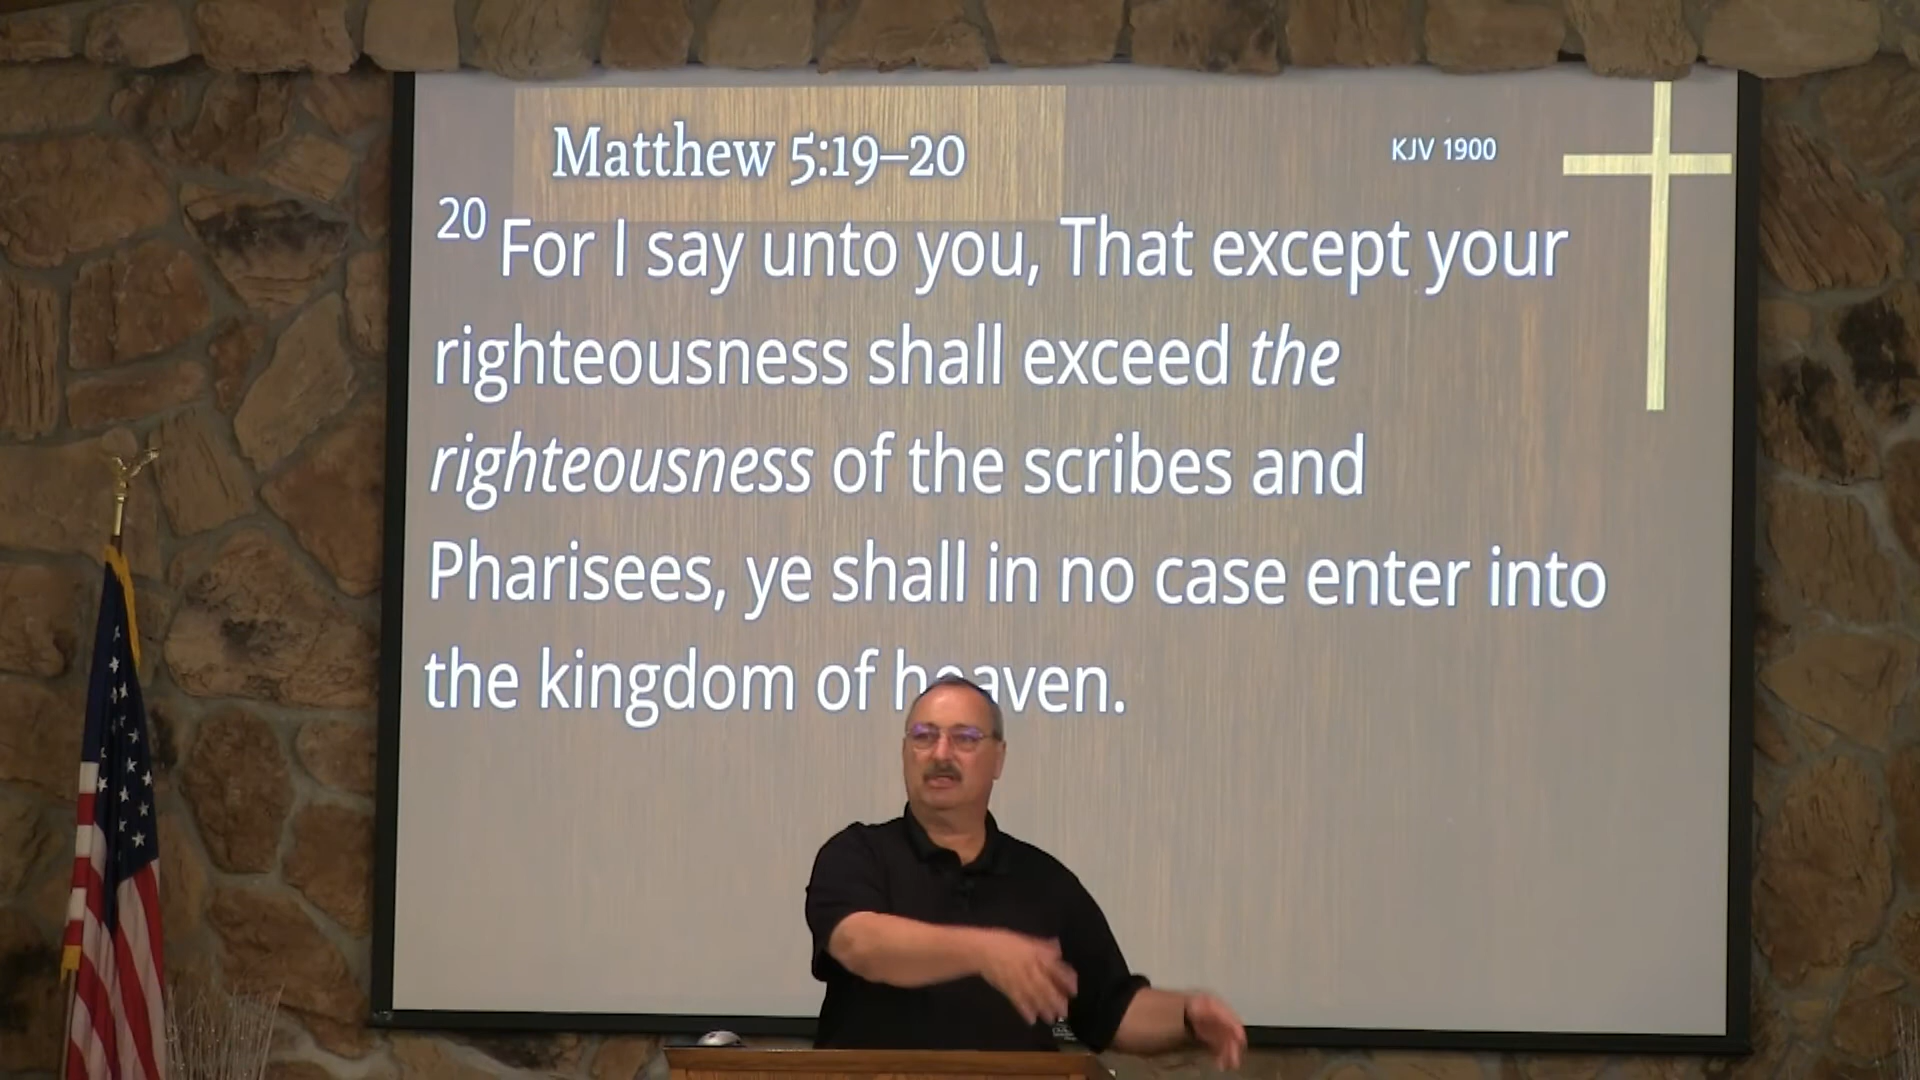 Matthew 5:19–20
KJV 1900
20 For I say unto you, That except your
righteousness shall exceed the
righteousness of the scribes and
Pharisees, ye shall in no case enter into
the kingdom of heaven.